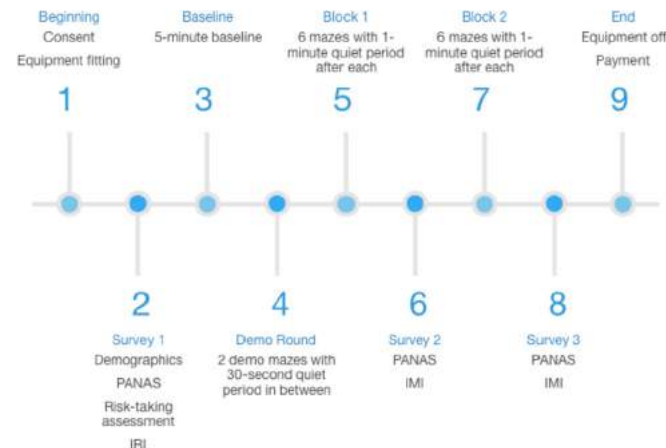 Beginning
Consent
Equipment fitting
1
Baseline
5-minute baseline
3
Block 1
6 mazes with 1-
minute quiet period
after each
5
Block 2
6 mazes with 1-
minute quiet period
after each
7
End
Equipment off
Payment
9
2
Survey 1
Demographics
PANAS
Risk-taking
assessment
IRI
4
Demo Round
2 demo mazes with
30-second quiet
period in between
6
Survey 2
PANAS
IMI
8
Survey 3
PANAS
IMI